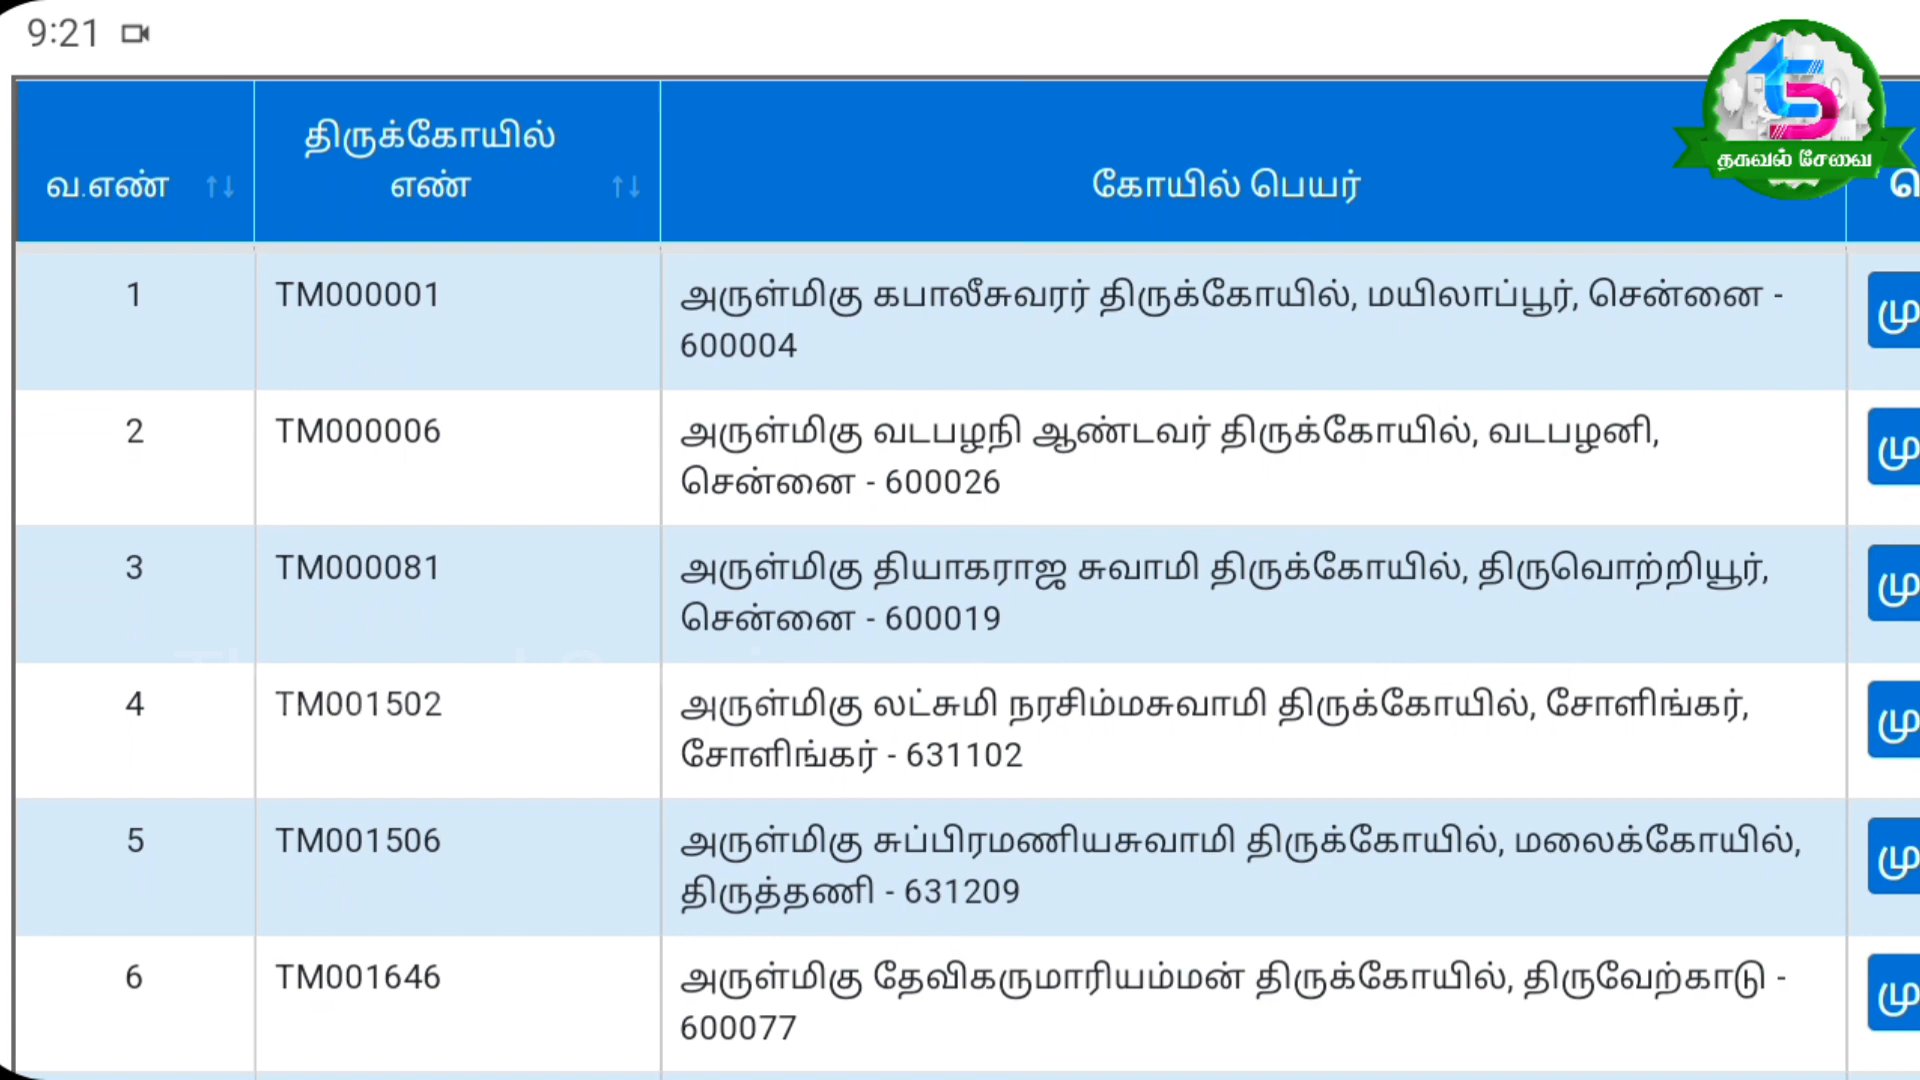 9:21
திருக்கோயில்
வ.எண் எண் கோயில் பெயர்
தகவல் சேவை
1 TM000001 அருள்மிகு கபாலீசுவரர் திருக்கோயில், மயிலாப்பூர், சென்னை -
600004
2 TM000006 அருள்மிகு வடபழநி ஆண்டவர் திருக்கோயில், வடபழனி,
சென்னை - 600026
3 TM000081 அருள்மிகு தியாகராஜ சுவாமி திருக்கோயில், திருவொற்றியூர்,
சென்னை - 600019
4 TM001502 அருள்மிகு லட்சுமி நரசிம்மசுவாமி திருக்கோயில், சோளிங்கர்,
சோளிங்கர் - 631102
5 TM001506 அருள்மிகு சுப்பிரமணியசுவாமி திருக்கோயில், மலைக்கோயில்,
திருத்தணி - 631209
6 TM001646 அருள்மிகு தேவிகருமாரியம்மன் திருக்கோயில், திருவேற்காடு -
600077